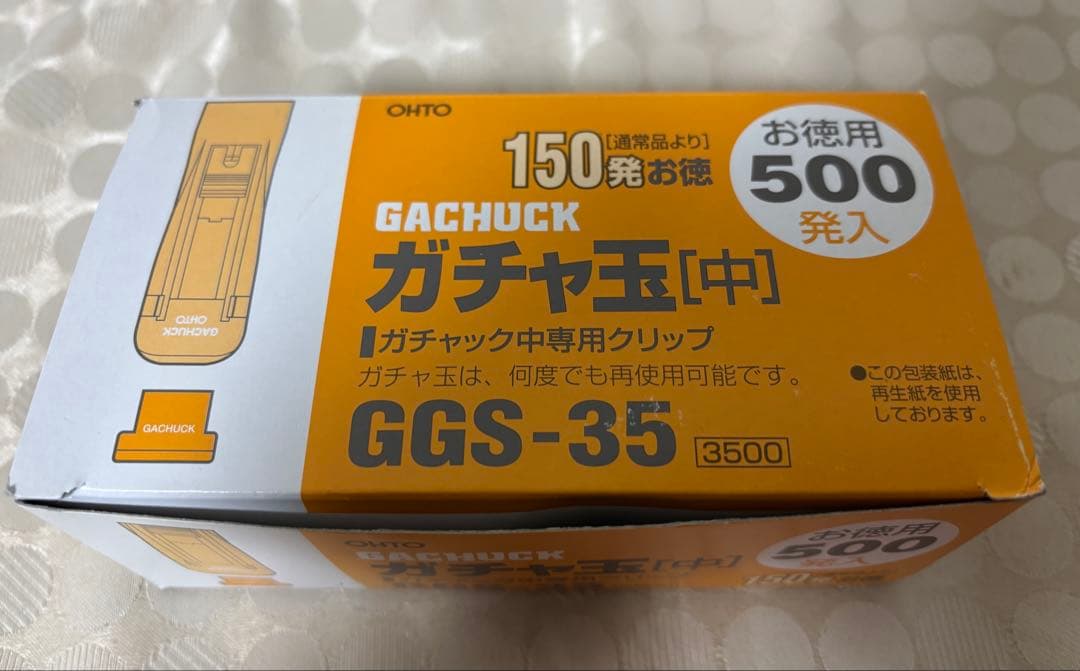 OHTO
150発お徳
[通常品より]
お徳用
500
発入
GACHUCK
ガチャ玉[中]
ガチャック中専用クリップ
ガチャ玉は、何度でも再使用可能です。
GGS-35
3500
●この包装紙は、
再生紙を使用
しております。
GACHUCK
OHTO
GACHUCK
OHTO
GACHUCK
ガチャ玉[中]
お徳用
500
発入